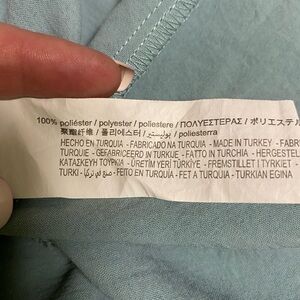 100% poliéster / polyester / poliestere / ΠΟΛΥΕΣΤΕΡΑΣ / ポリエステル
聚酯纤维 / 폴리에스터 / بوليستير / poliesterra
HECHO EN TURQUIA - FABRICADO NA TURQUIA - MADE IN TURKEY - FABR
TURQUIE - GEFABRICEERD IN TURKIJE - FATTO IN TURCHIA - HERGESTEL
ΚΑΤΑΣΚΕΥΗ ΤΟΥΡΚΙΑ - ÜRETİM YERİ TÜRKİYE - FREMSTILLET I TYRKIET -
TURKI - صنع في تركيا - FEITO EN TURQUÍA - FET A TURQUIA - TURKIAN EGINA